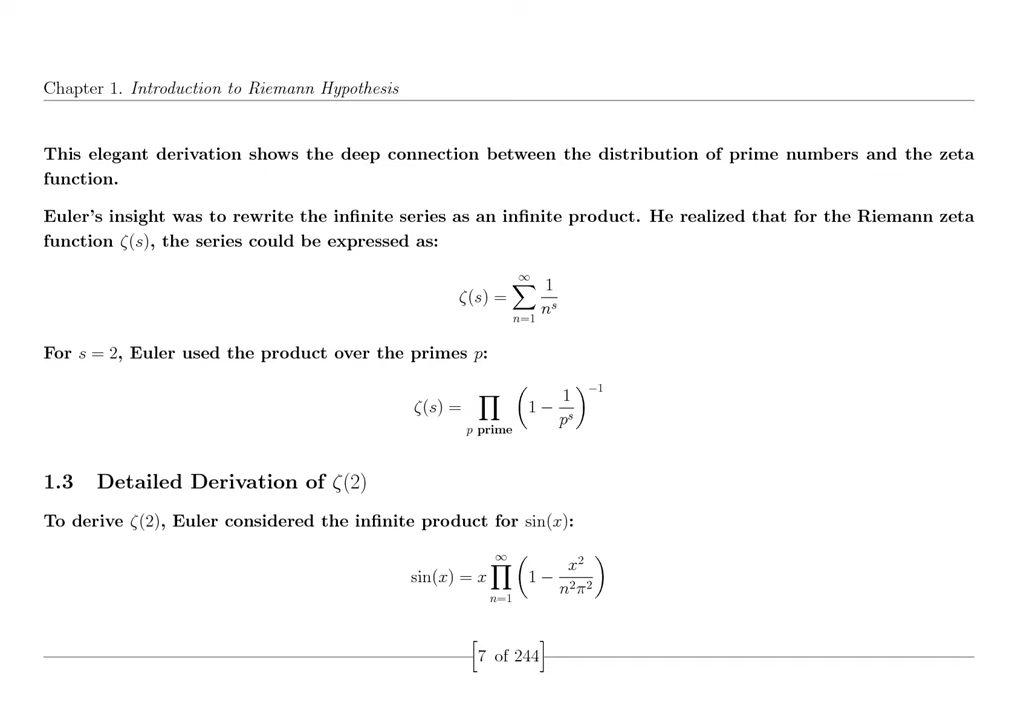 Chapter 1. Introduction to Riemann Hypothesis
This elegant derivation shows the deep connection between the distribution of prime numbers and the zeta
function.
Euler's insight was to rewrite the infinite series as an infinite product. He realized that for the Riemann zeta
function ζ(s), the series could be expressed as:
ζ(s) = ∑_{n=1}^{∞} 1/n^s
For s = 2, Euler used the product over the primes p:
ζ(s) = ∏_{p prime} (1 − 1/p^s)^{−1}
1.3 Detailed Derivation of ζ(2)
To derive ζ(2), Euler considered the infinite product for sin(x):
sin(x) = x ∏_{n=1}^{∞} (1 − x²/(n²π²))
[7 of 244]